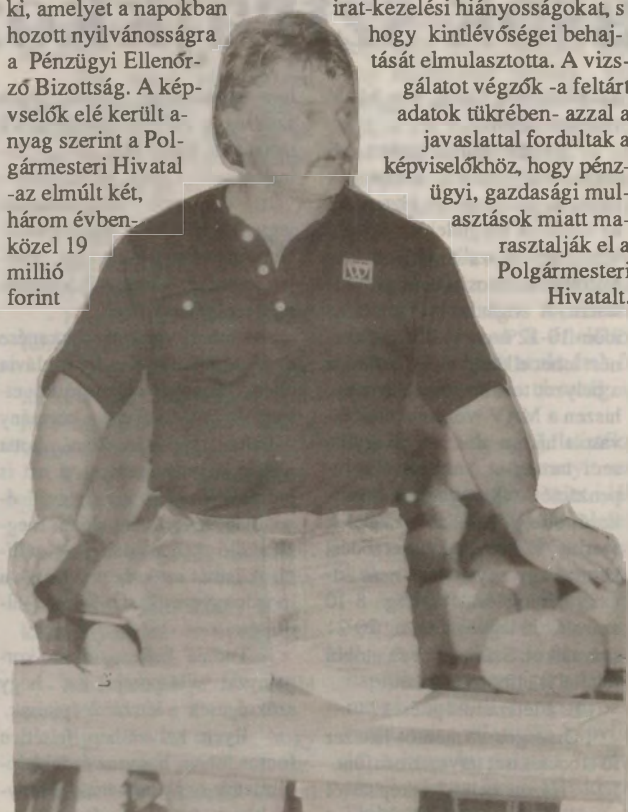 ki, amelyet a napokban
hozott nyilvánosságra
a Pénzügyi Ellenőr-
ző Bizottság. A kép-
vselők elé került a-
nyag szerint a Pol-
gármesteri Hivatal
-az elmúlt két,
három évben-
közel 19
millió
forint
irat-kezelési hiányosságokat, s
hogy kintlévőségei behaj-
tását elmulasztotta. A vizs-
gálatot végzők -a feltárt
adatok tükrében- azzal a
javaslattal fordultak a
képviselőkhöz, hogy pénz-
ügyi, gazdasági mul-
asztások miatt ma-
rasztalják el a
Polgármesteri
Hivatalt.